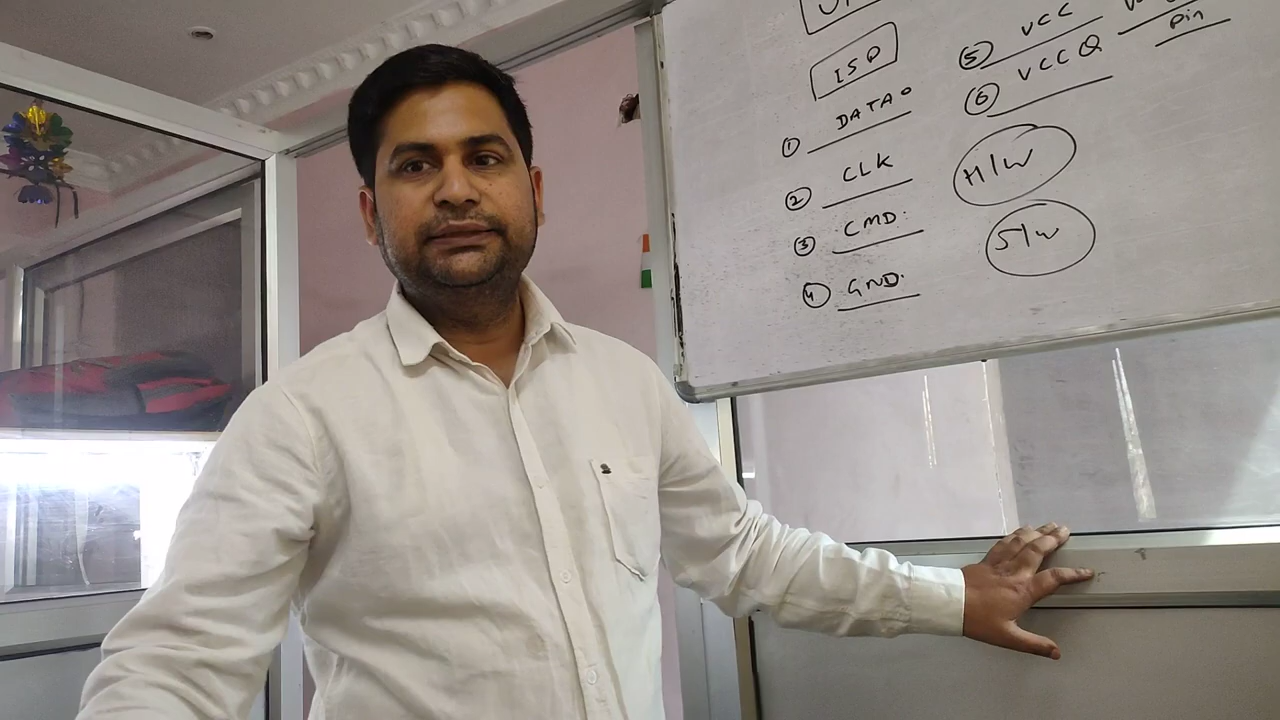 ISP
① DATA0
② CLK
③ CMD.
④ GND.
⑤ VCC
⑥ VCCQ
Pin
H/W
S/W